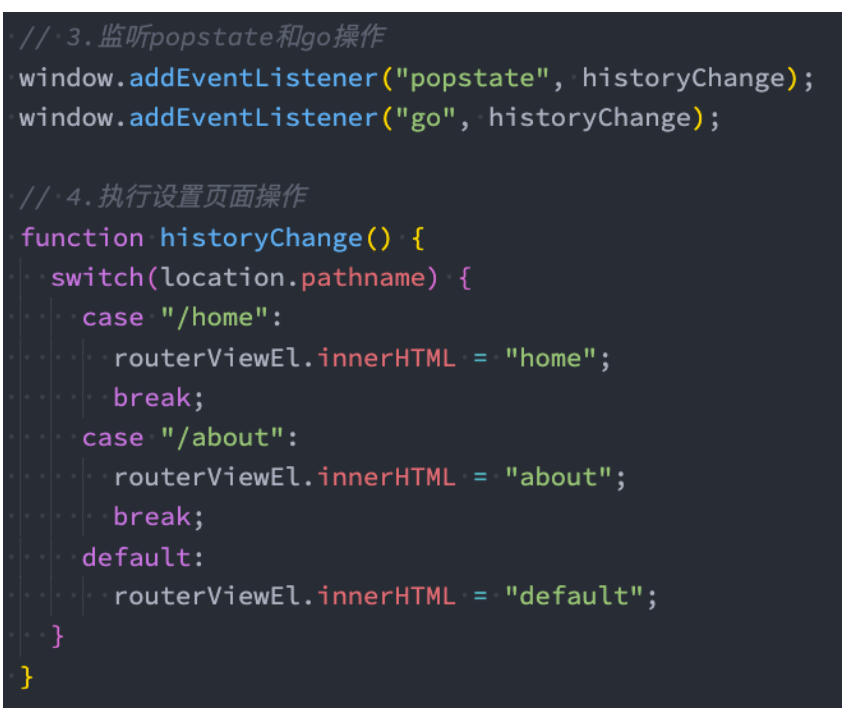 // 3.监听popstate和go操作
window.addEventListener("popstate", historyChange);
window.addEventListener("go", historyChange);
// 4.执行设置页面操作
function historyChange() {
switch(location.pathname) {
case "/home":
routerViewEl.innerHTML = "home";
break;
case "/about":
routerViewEl.innerHTML = "about";
break;
default:
routerViewEl.innerHTML = "default";
}
}